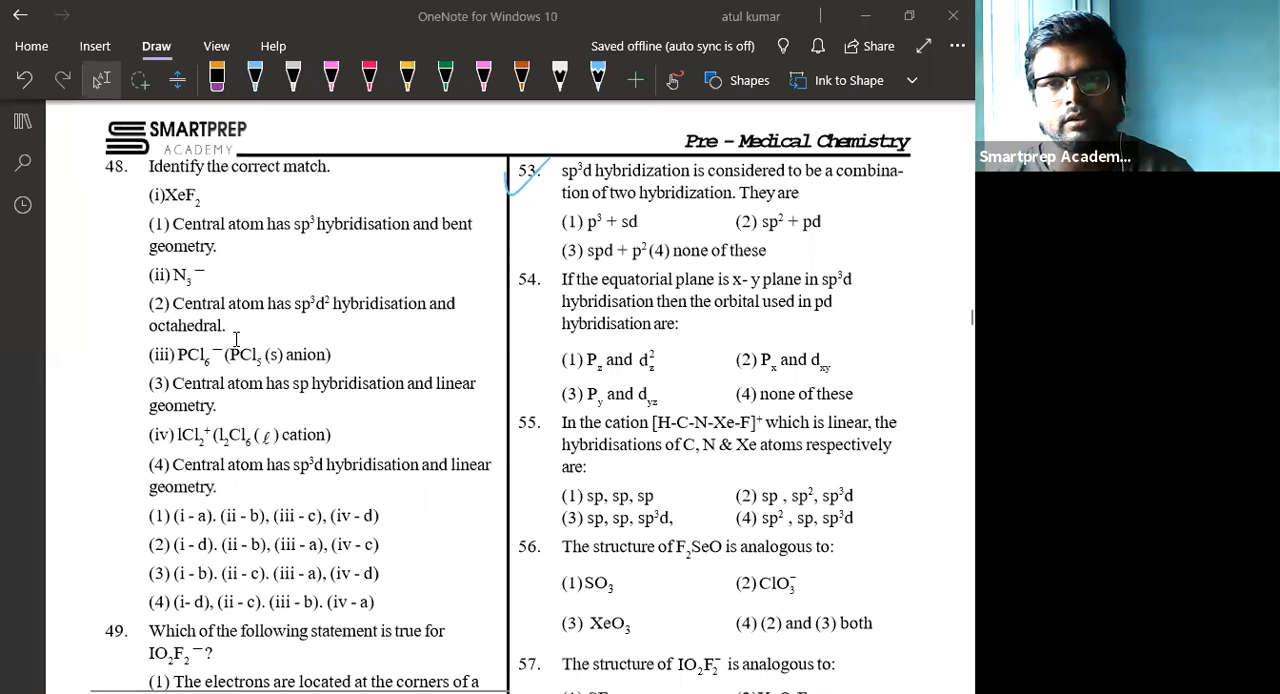 OneNote for Windows 10
atul kumar
Home Insert Draw View Help
Saved offline (auto sync is off)
Share
Shapes
Ink to Shape
SMARTPREP
ACADEMY
Pre - Medical Chemistry
48. Identify the correct match.
(i)XeF₂
(1) Central atom has sp³ hybridisation and bent
geometry.
(ii) N₃⁻
(2) Central atom has sp³d² hybridisation and
octahedral.
(iii) PCl₆⁻ (PCl₅ (s) anion)
(3) Central atom has sp hybridisation and linear
geometry.
(iv) lCl₂⁺ (l₂Cl₆ (ℓ) cation)
(4) Central atom has sp³d hybridisation and linear
geometry.
(1) (i - a). (ii - b), (iii - c), (iv - d)
(2) (i - d). (ii - b), (iii - a), (iv - c)
(3) (i - b). (ii - c). (iii - a), (iv - d)
(4) (i- d), (ii - c). (iii - b). (iv - a)
49. Which of the following statement is true for
IO₂F₂⁻?
(1) The electrons are located at the corners of a
53. sp³d hybridization is considered to be a combina-
tion of two hybridization. They are
(1) p³ + sd (2) sp² + pd
(3) spd + p² (4) none of these
54. If the equatorial plane is x- y plane in sp³d
hybridisation then the orbital used in pd
hybridisation are:
(1) P_z and d_z² (2) P_x and d_xy
(3) P_y and d_yz (4) none of these
55. In the cation [H-C-N-Xe-F]⁺ which is linear, the
hybridisations of C, N & Xe atoms respectively
are:
(1) sp, sp, sp (2) sp , sp², sp³d
(3) sp, sp, sp³d, (4) sp² , sp, sp³d
56. The structure of F₂SeO is analogous to:
(1) SO₃ (2) ClO₃⁻
(3) XeO₃ (4) (2) and (3) both
57. The structure of IO₂F₂⁻ is analogous to:
Smartprep Academ...